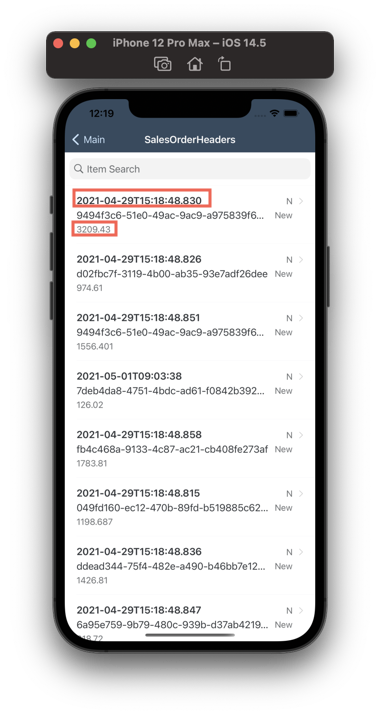 iPhone 12 Pro Max – iOS 14.5
12:19
Main
SalesOrderHeaders
Item Search
2021-04-29T15:18:48.830 N
9494f3c6-51e0-49ac-9ac9-a975839f6... New
3209.43
2021-04-29T15:18:48.826 N
d02fbc7f-3119-4b00-ab35-93e7adf26dee New
974.61
2021-04-29T15:18:48.851 N
9494f3c6-51e0-49ac-9ac9-a975839f6... New
1556.401
2021-05-01T09:03:38 N
7deb4da8-4751-4bdc-ad61-f0842b392... New
126.02
2021-04-29T15:18:48.858 N
fb4c468a-9133-4c87-ac21-cb408fe273af New
1783.81
2021-04-29T15:18:48.815 N
049fd160-ec12-470b-89fd-b519885c62... New
1198.687
2021-04-29T15:18:48.836 N
ddead344-75f4-482e-a490-b46bb7e12... New
1426.81
2021-04-29T15:18:48.847 N
6a95e759-9b79-480c-939b-d37ab4219... New